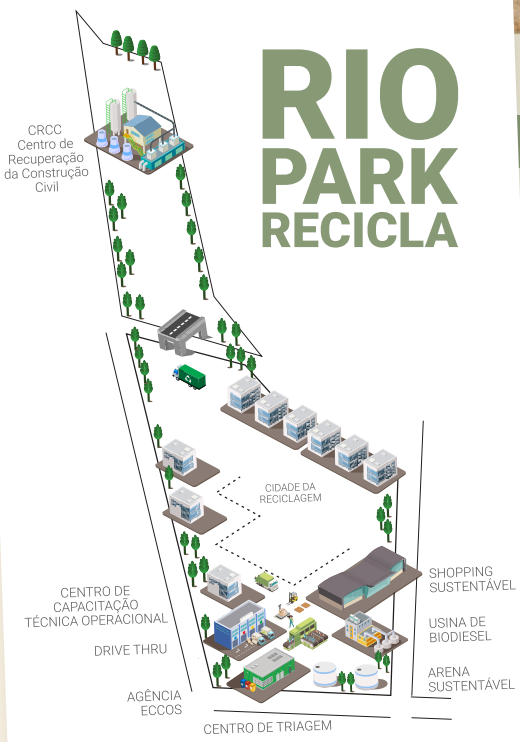 RIO
PARK
RECICLA
CRCC
Centro de
Recuperação
da Construção
Civil
CIDADE DA
RECICLAGEM
CENTRO DE
CAPACITAÇÃO
TÉCNICA OPERACIONAL
DRIVE THRU
AGÊNCIA
ECCOS
CENTRO DE TRIAGEM
SHOPPING
SUSTENTÁVEL
USINA DE
BIODIESEL
ARENA
SUSTENTÁVEL